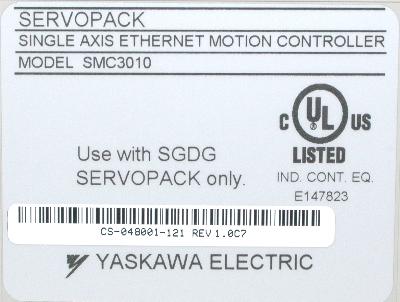 SERVOPACK
SINGLE AXIS ETHERNET MOTION CONTROLLER
MODEL SMC3010
C UL US
LISTED
IND. CONT. EQ.
E147823
Use with SGDG
SERVOPACK only.
CS-048001-121 REV 1.0C7
YASKAWA ELECTRIC